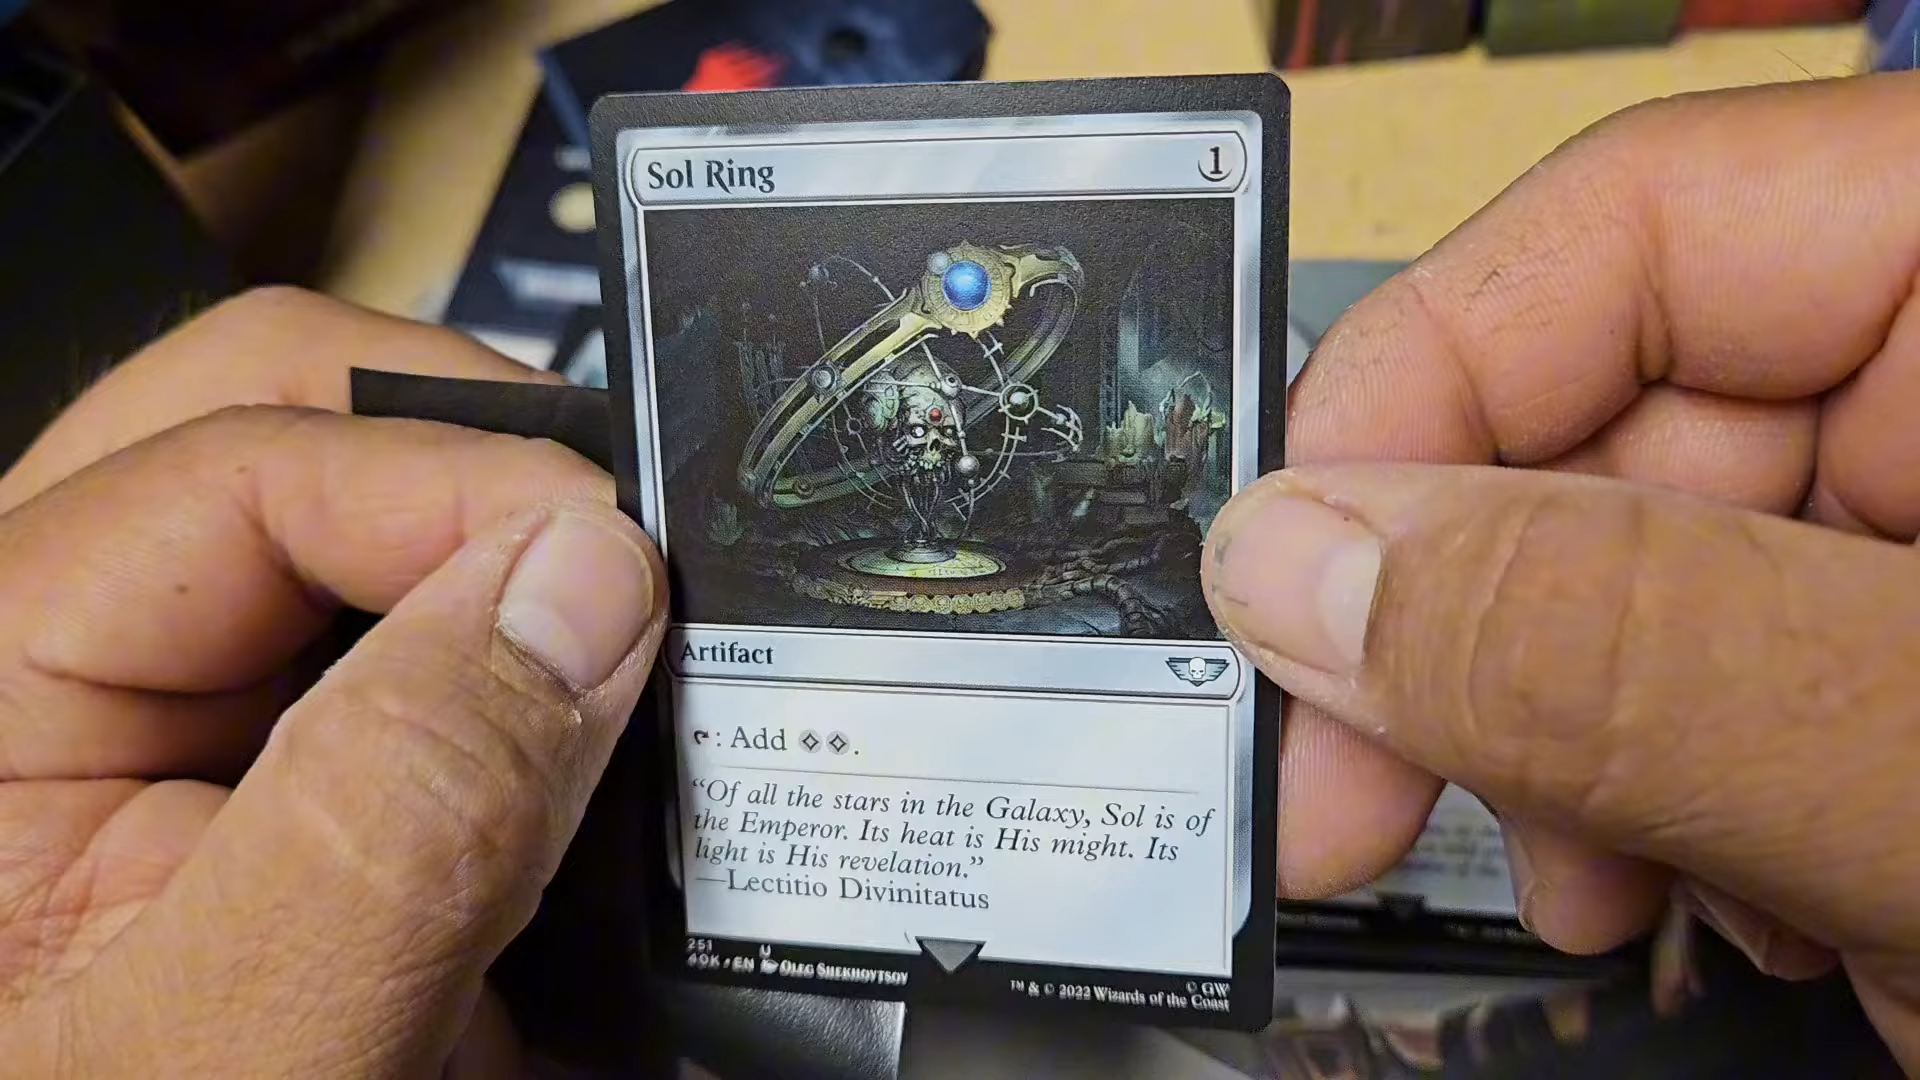 Sol Ring 1
Artifact
: Add .
“Of all the stars in the Galaxy, Sol is of
the Emperor. Its heat is His might. Its
light is His revelation.”
—Lectitio Divinitatus
251 U
40K • EN Oleg Shekhovtsov
© GW
™ & © 2022 Wizards of the Coast